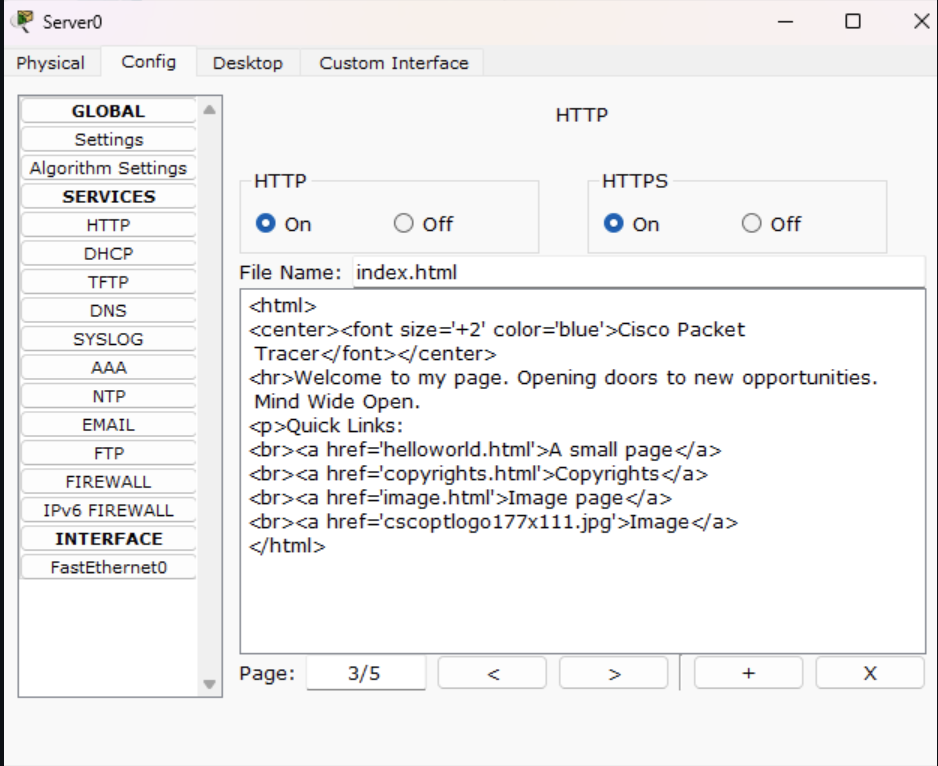 Server0
Physical
Config
Desktop
Custom Interface
GLOBAL
Settings
Algorithm Settings
SERVICES
HTTP
DHCP
TFTP
DNS
SYSLOG
AAA
NTP
EMAIL
FTP
FIREWALL
IPv6 FIREWALL
INTERFACE
FastEthernet0
HTTP
HTTP
On
Off
HTTPS
On
Off
File Name: index.html
<html>
<center><font size='+2' color='blue'>Cisco Packet
Tracer</font></center>
<hr>Welcome to my page. Opening doors to new opportunities.
Mind Wide Open.
<p>Quick Links:
<br><a href='helloworld.html'>A small page</a>
<br><a href='copyrights.html'>Copyrights</a>
<br><a href='image.html'>Image page</a>
<br><a href='cscoptlogo177x111.jpg'>Image</a>
</html>
Page: 3/5 < > + X